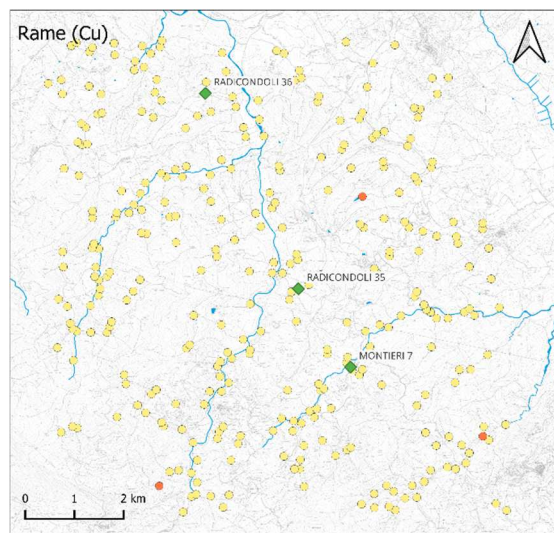 Rame (Cu)
RADICONDOLI 36
RADICONDOLI 35
MONTIERI 7
0 1 2 km